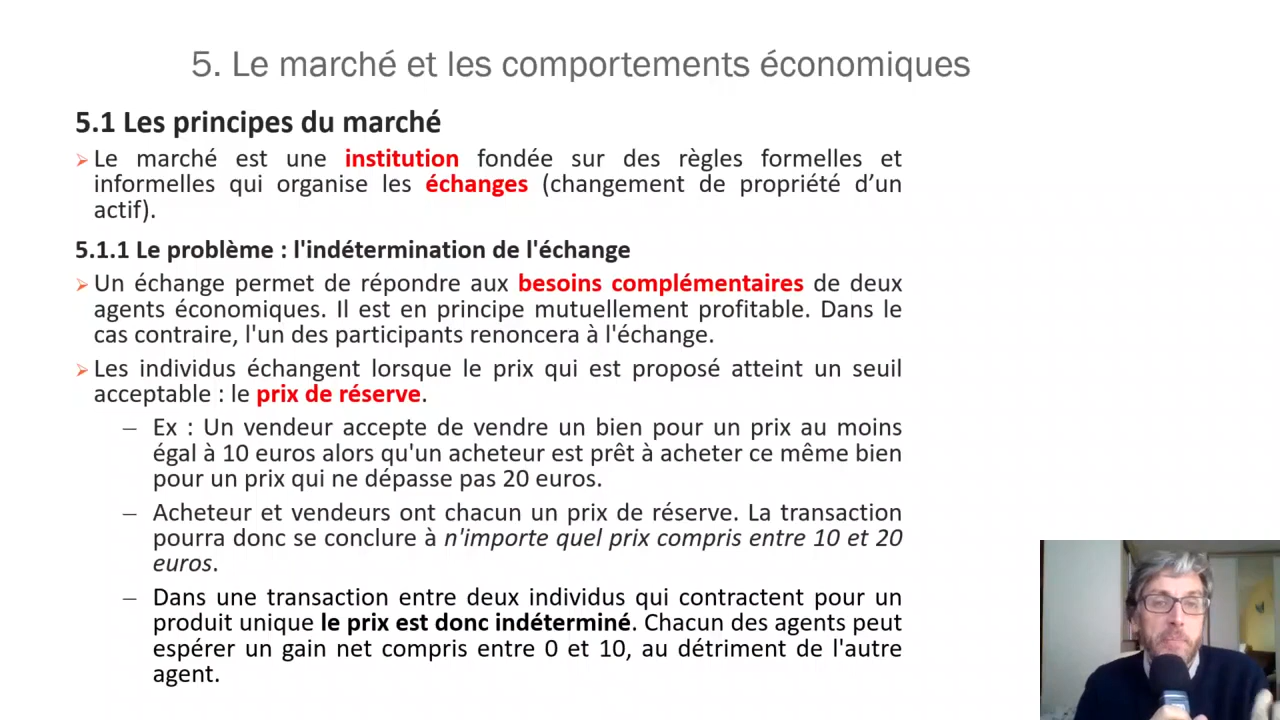 5. Le marché et les comportements économiques
5.1 Les principes du marché
Le marché est une institution fondée sur des règles formelles et
informelles qui organise les échanges (changement de propriété d’un
actif).
5.1.1 Le problème : l'indétermination de l'échange
Un échange permet de répondre aux besoins complémentaires de deux
agents économiques. Il est en principe mutuellement profitable. Dans le
cas contraire, l'un des participants renoncera à l'échange.
Les individus échangent lorsque le prix qui est proposé atteint un seuil
acceptable : le prix de réserve.
– Ex : Un vendeur accepte de vendre un bien pour un prix au moins
égal à 10 euros alors qu'un acheteur est prêt à acheter ce même bien
pour un prix qui ne dépasse pas 20 euros.
– Acheteur et vendeurs ont chacun un prix de réserve. La transaction
pourra donc se conclure à n'importe quel prix compris entre 10 et 20
euros.
– Dans une transaction entre deux individus qui contractent pour un
produit unique le prix est donc indéterminé. Chacun des agents peut
espérer un gain net compris entre 0 et 10, au détriment de l'autre
agent.